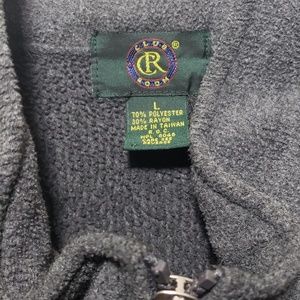 CLUB
CR
®
ROOM
L
70% POLYESTER
30% RAYON
MADE IN TAIWAN
R.O.C.